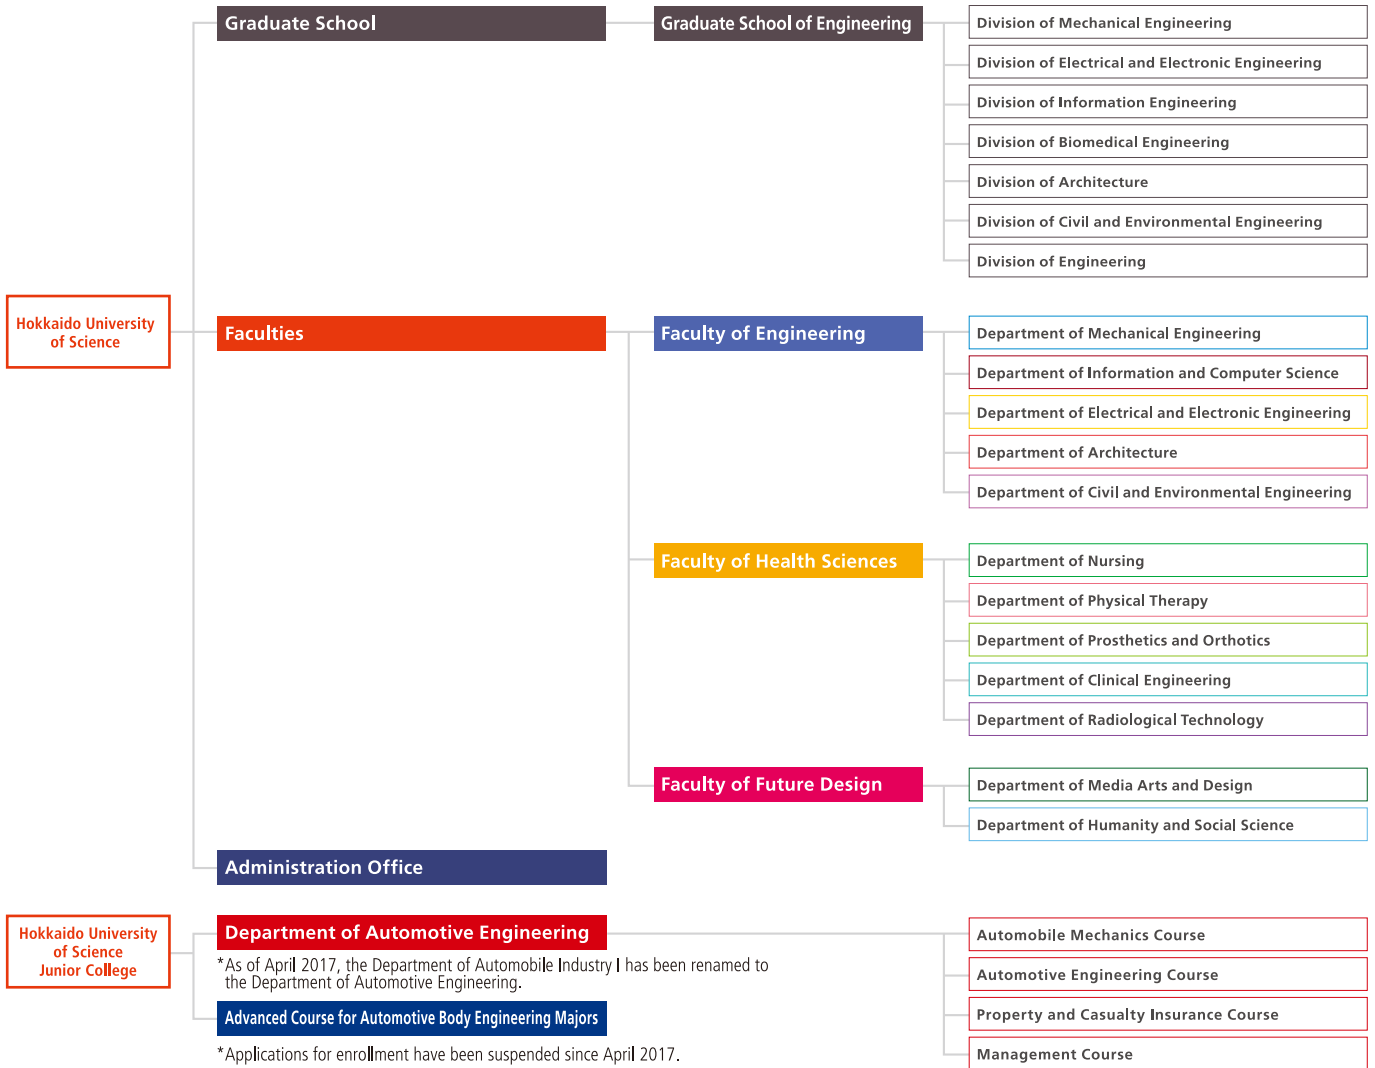 Graduate School
Graduate School of Engineering
Division of Mechanical Engineering
Division of Electrical and Electronic Engineering
Division of Information Engineering
Division of Biomedical Engineering
Division of Architecture
Division of Civil and Environmental Engineering
Division of Engineering
Hokkaido University
of Science
Faculties
Faculty of Engineering
Department of Mechanical Engineering
Department of Information and Computer Science
Department of Electrical and Electronic Engineering
Department of Architecture
Department of Civil and Environmental Engineering
Faculty of Health Sciences
Department of Nursing
Department of Physical Therapy
Department of Prosthetics and Orthotics
Department of Clinical Engineering
Department of Radiological Technology
Faculty of Future Design
Department of Media Arts and Design
Department of Humanity and Social Science
Administration Office
Hokkaido University
of Science
Junior College
Department of Automotive Engineering
*As of April 2017, the Department of Automobile Industry I has been renamed to
the Department of Automotive Engineering.
Advanced Course for Automotive Body Engineering Majors
*Applications for enrollment have been suspended since April 2017.
Automobile Mechanics Course
Automotive Engineering Course
Property and Casualty Insurance Course
Management Course